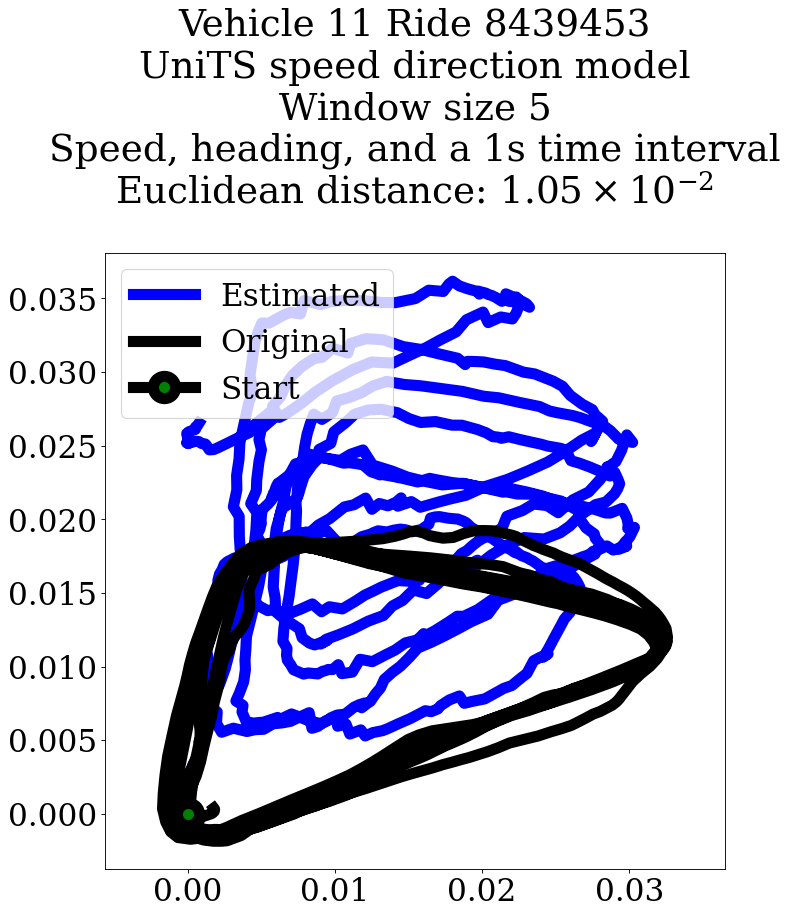 Vehicle 11 Ride 8439453
UniTS speed direction model
Window size 5
Speed, heading, and a 1s time interval
Euclidean distance: 1.05 × 10⁻²
Estimated
Original
Start
0.035
0.030
0.025
0.020
0.015
0.010
0.005
0.000
0.00 0.01 0.02 0.03